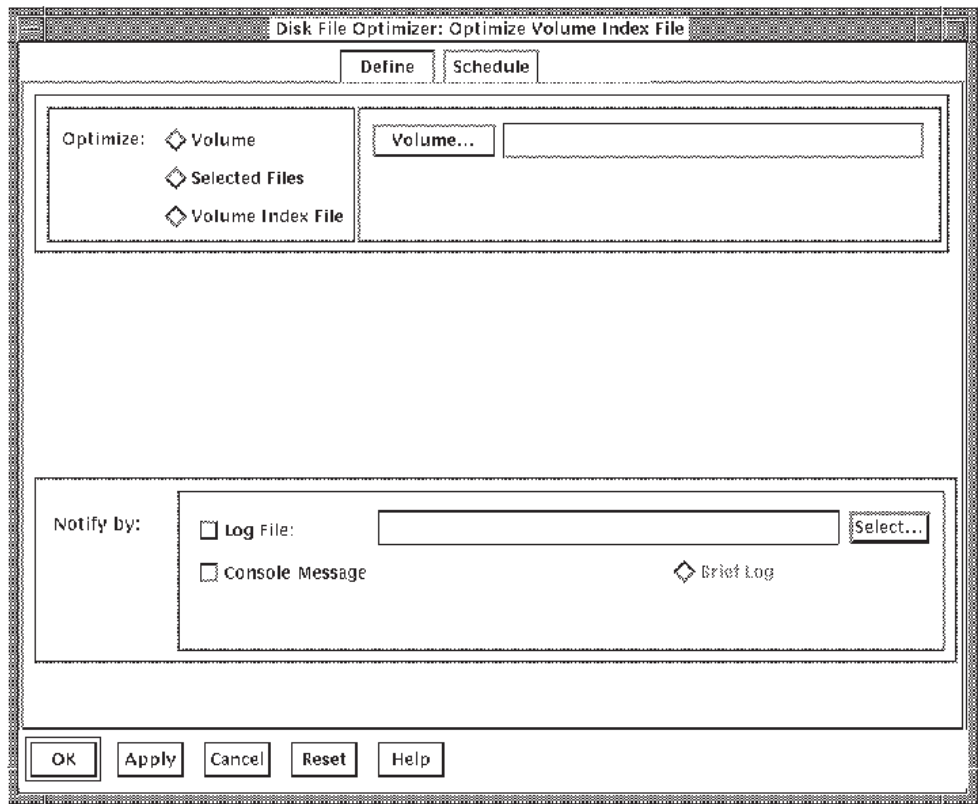 Disk File Optimizer: Optimize Volume Index File
Define Schedule
Optimize: Volume Volume...
Selected Files
Volume Index File
Notify by: Log File: Select...
Console Message Brief Log
OK Apply Cancel Reset Help